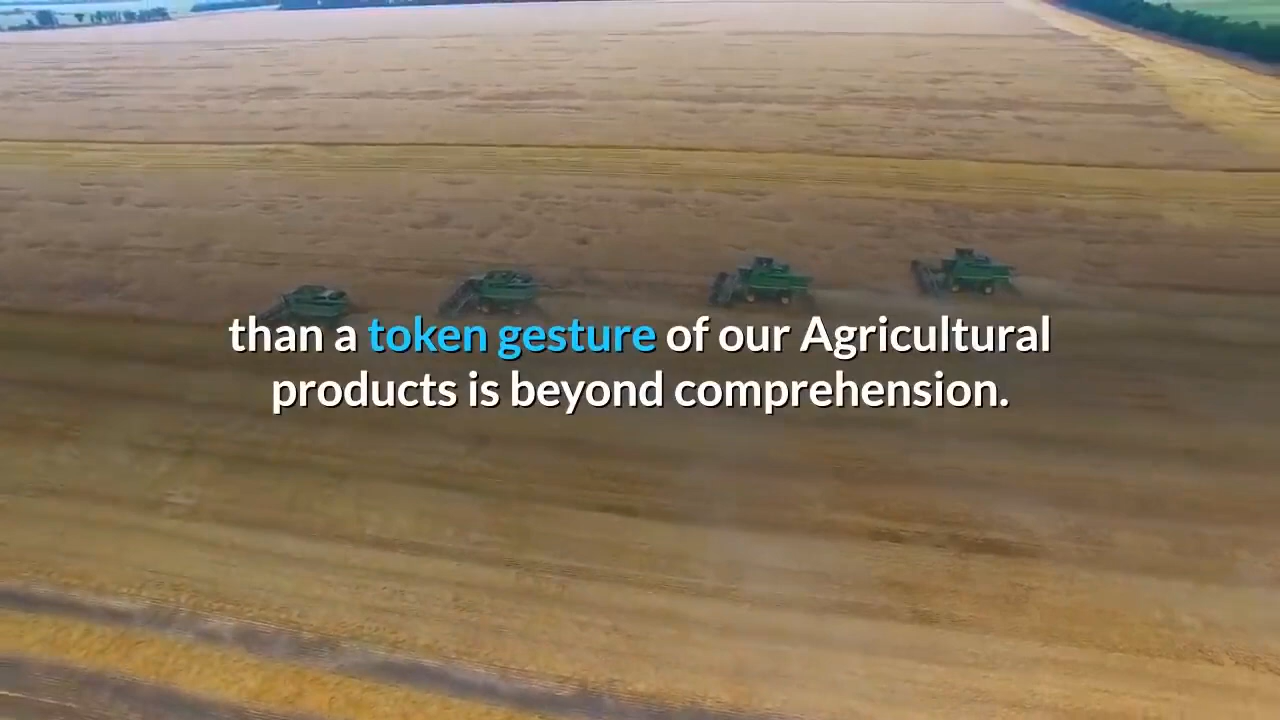 than a token gesture of our Agricultural
products is beyond comprehension.